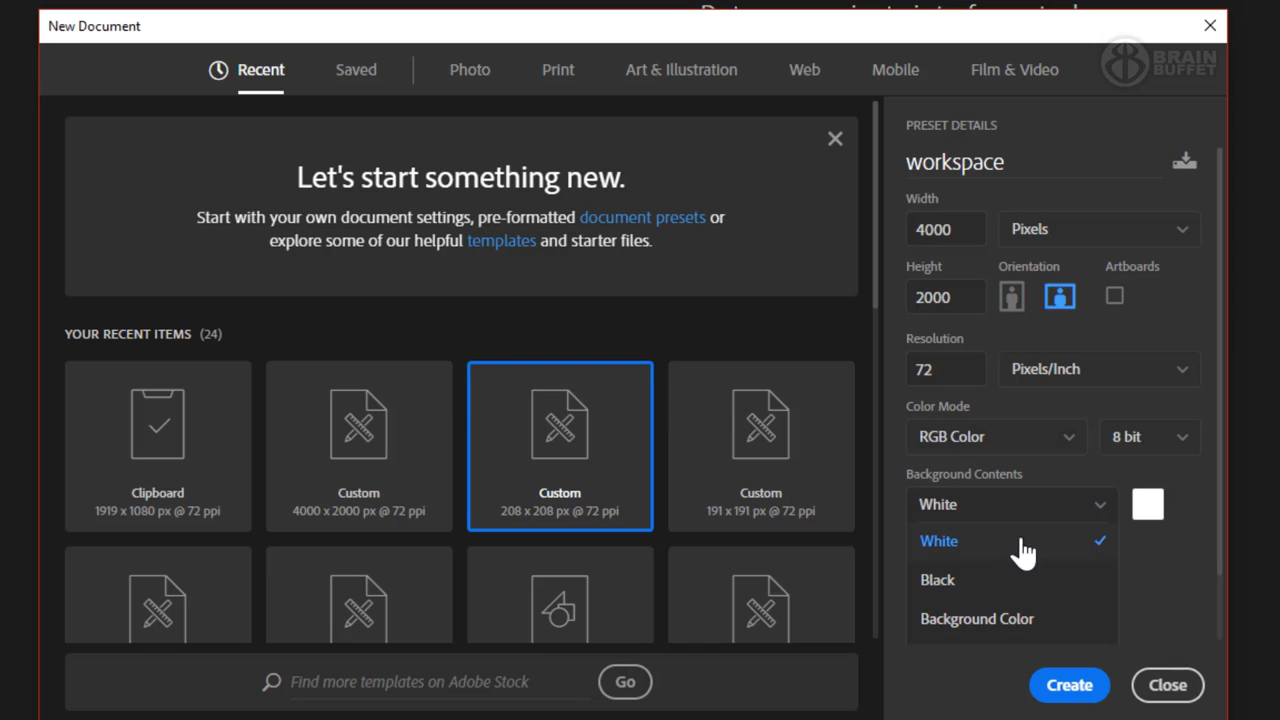 New Document
Recent
Saved
Photo
Print
Art & Illustration
Web
Mobile
Film & Video
BRAIN
BUFFET
Let's start something new.
Start with your own document settings, pre-formatted document presets or
explore some of our helpful templates and starter files.
YOUR RECENT ITEMS (24)
Clipboard
1919 x 1080 px @ 72 ppi
Custom
4000 x 2000 px @ 72 ppi
Custom
208 x 208 px @ 72 ppi
Custom
191 x 191 px @ 72 ppi
Find more templates on Adobe Stock
Go
PRESET DETAILS
workspace
Width
4000
Pixels
Height
Orientation
Artboards
2000
Resolution
72
Pixels/Inch
Color Mode
RGB Color
8 bit
Background Contents
White
White
Black
Background Color
Create
Close